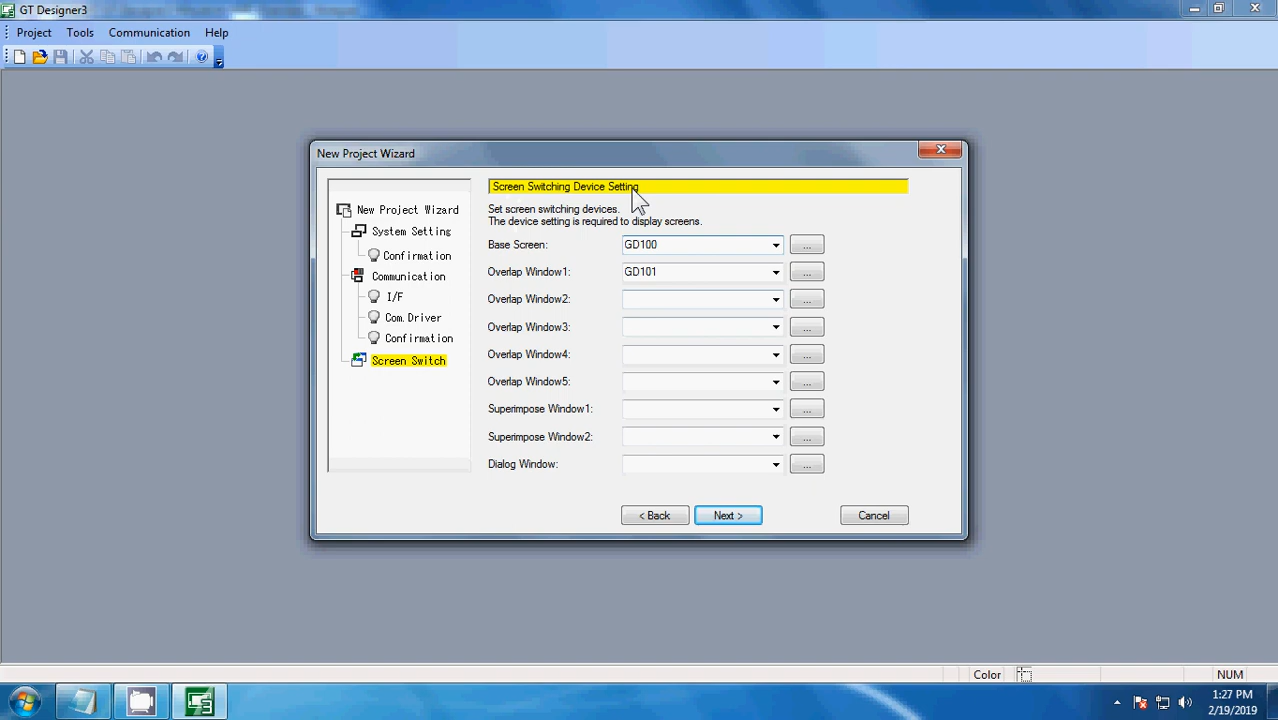 GT Designer3
Project Tools Communication Help
New Project Wizard
Screen Switching Device Setting
Set screen switching devices.
The device setting is required to display screens.
New Project Wizard
System Setting
Confirmation
Communication
I/F
Com. Driver
Confirmation
Screen Switch
Base Screen: GD100 ...
Overlap Window1: GD101 ...
Overlap Window2: ...
Overlap Window3: ...
Overlap Window4: ...
Overlap Window5: ...
Superimpose Window1: ...
Superimpose Window2: ...
Dialog Window: ...
< Back Next > Cancel
Color NUM
1:27 PM
2/19/2019